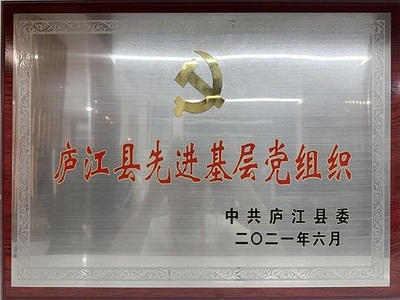 庐江县先进基层党组织
中共庐江县委
二〇二一年六月